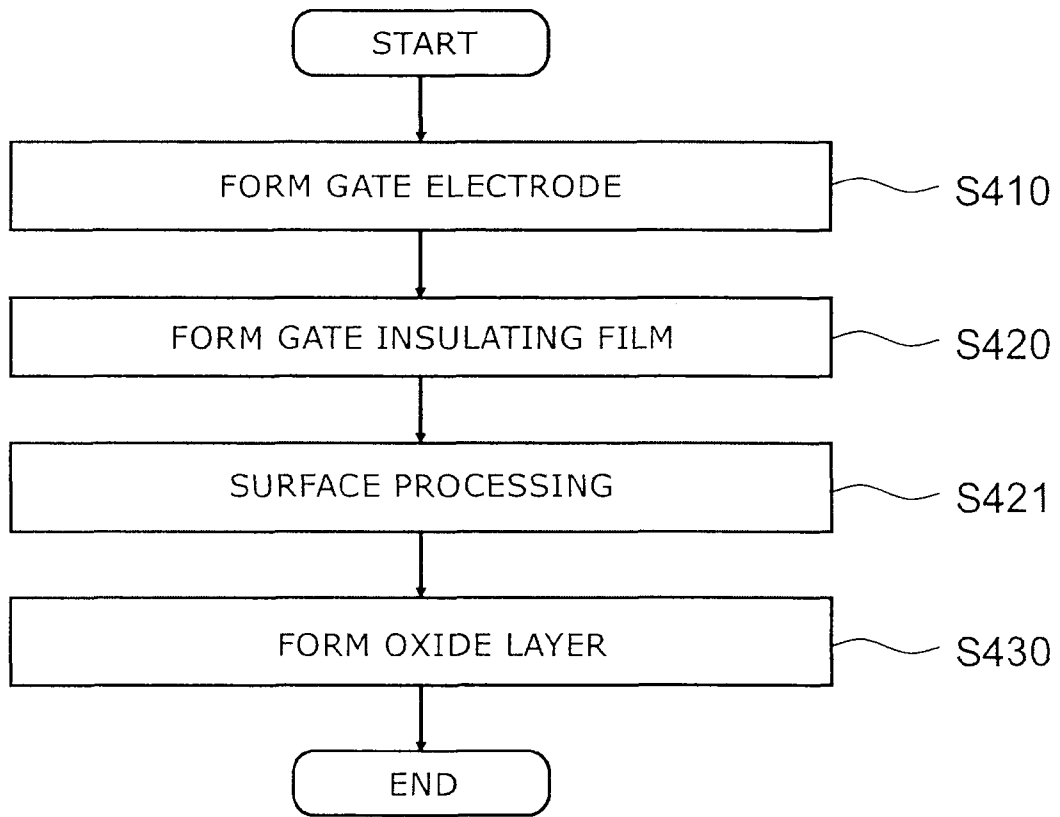 START
FORM GATE ELECTRODE
S410
FORM GATE INSULATING FILM
S420
SURFACE PROCESSING
S421
FORM OXIDE LAYER
S430
END